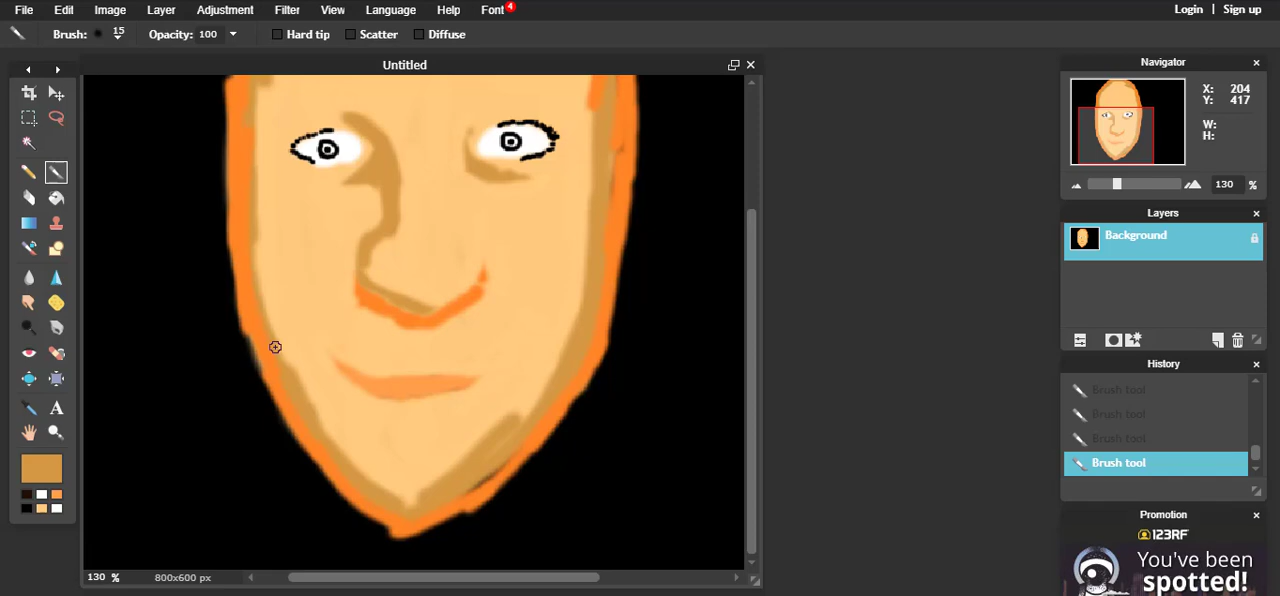 File Edit Image Layer Adjustment Filter View Language Help Font 4 Login | Sign up
Brush: 15 Opacity: 100 Hard tip Scatter Diffuse
Untitled
Navigator
X: 204
Y: 417
W:
H:
130 %
Layers
Background
History
Brush tool
Brush tool
Brush tool
Brush tool
Promotion
123RF
You've been
spotted!
A
130 % 800x600 px